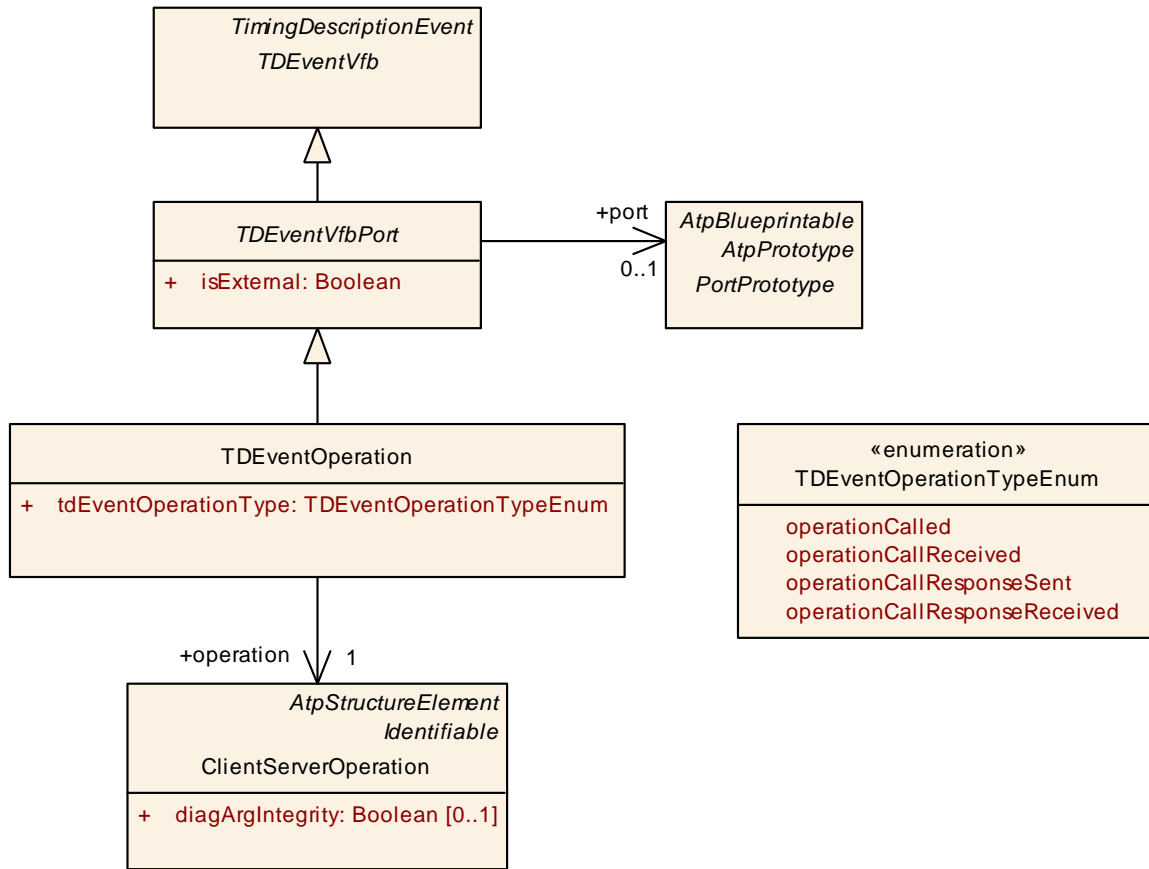 TimingDescriptionEvent
TDEventVfb
TDEventVfbPort
+ isExternal: Boolean
+port
0..1
AtpBlueprintable
AtpPrototype
PortPrototype
TDEventOperation
+ tdEventOperationType: TDEventOperationTypeEnum
«enumeration»
TDEventOperationTypeEnum
operationCalled
operationCallReceived
operationCallResponseSent
operationCallResponseReceived
+operation 1
AtpStructureElement
Identifiable
ClientServerOperation
+ diagArgIntegrity: Boolean [0..1]